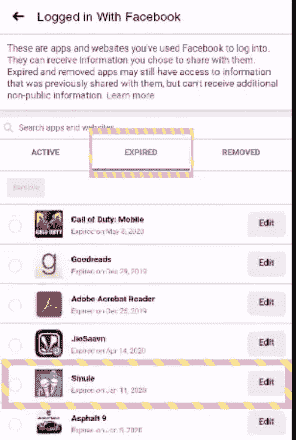 Logged in With Facebook
These are apps and websites you've used Facebook to log into.
They can receive information you chose to share with them.
Expired and removed apps may still have access to information
that was previously shared with them, but can't receive additional
non-public information. Learn more
Search apps and websites
ACTIVE EXPIRED REMOVED
Remove
Call of Duty: Mobile
Edit
Expired on May 8, 2020
Goodreads
Edit
Expired on Dec 29, 2019
Adobe Acrobat Reader
Edit
Expired on Dec 26, 2019
JioSaavn
Edit
Expired on Apr 14, 2020
Smule
Edit
Expired on Jan 11, 2020
Asphalt 9
Edit
Expired on 2020